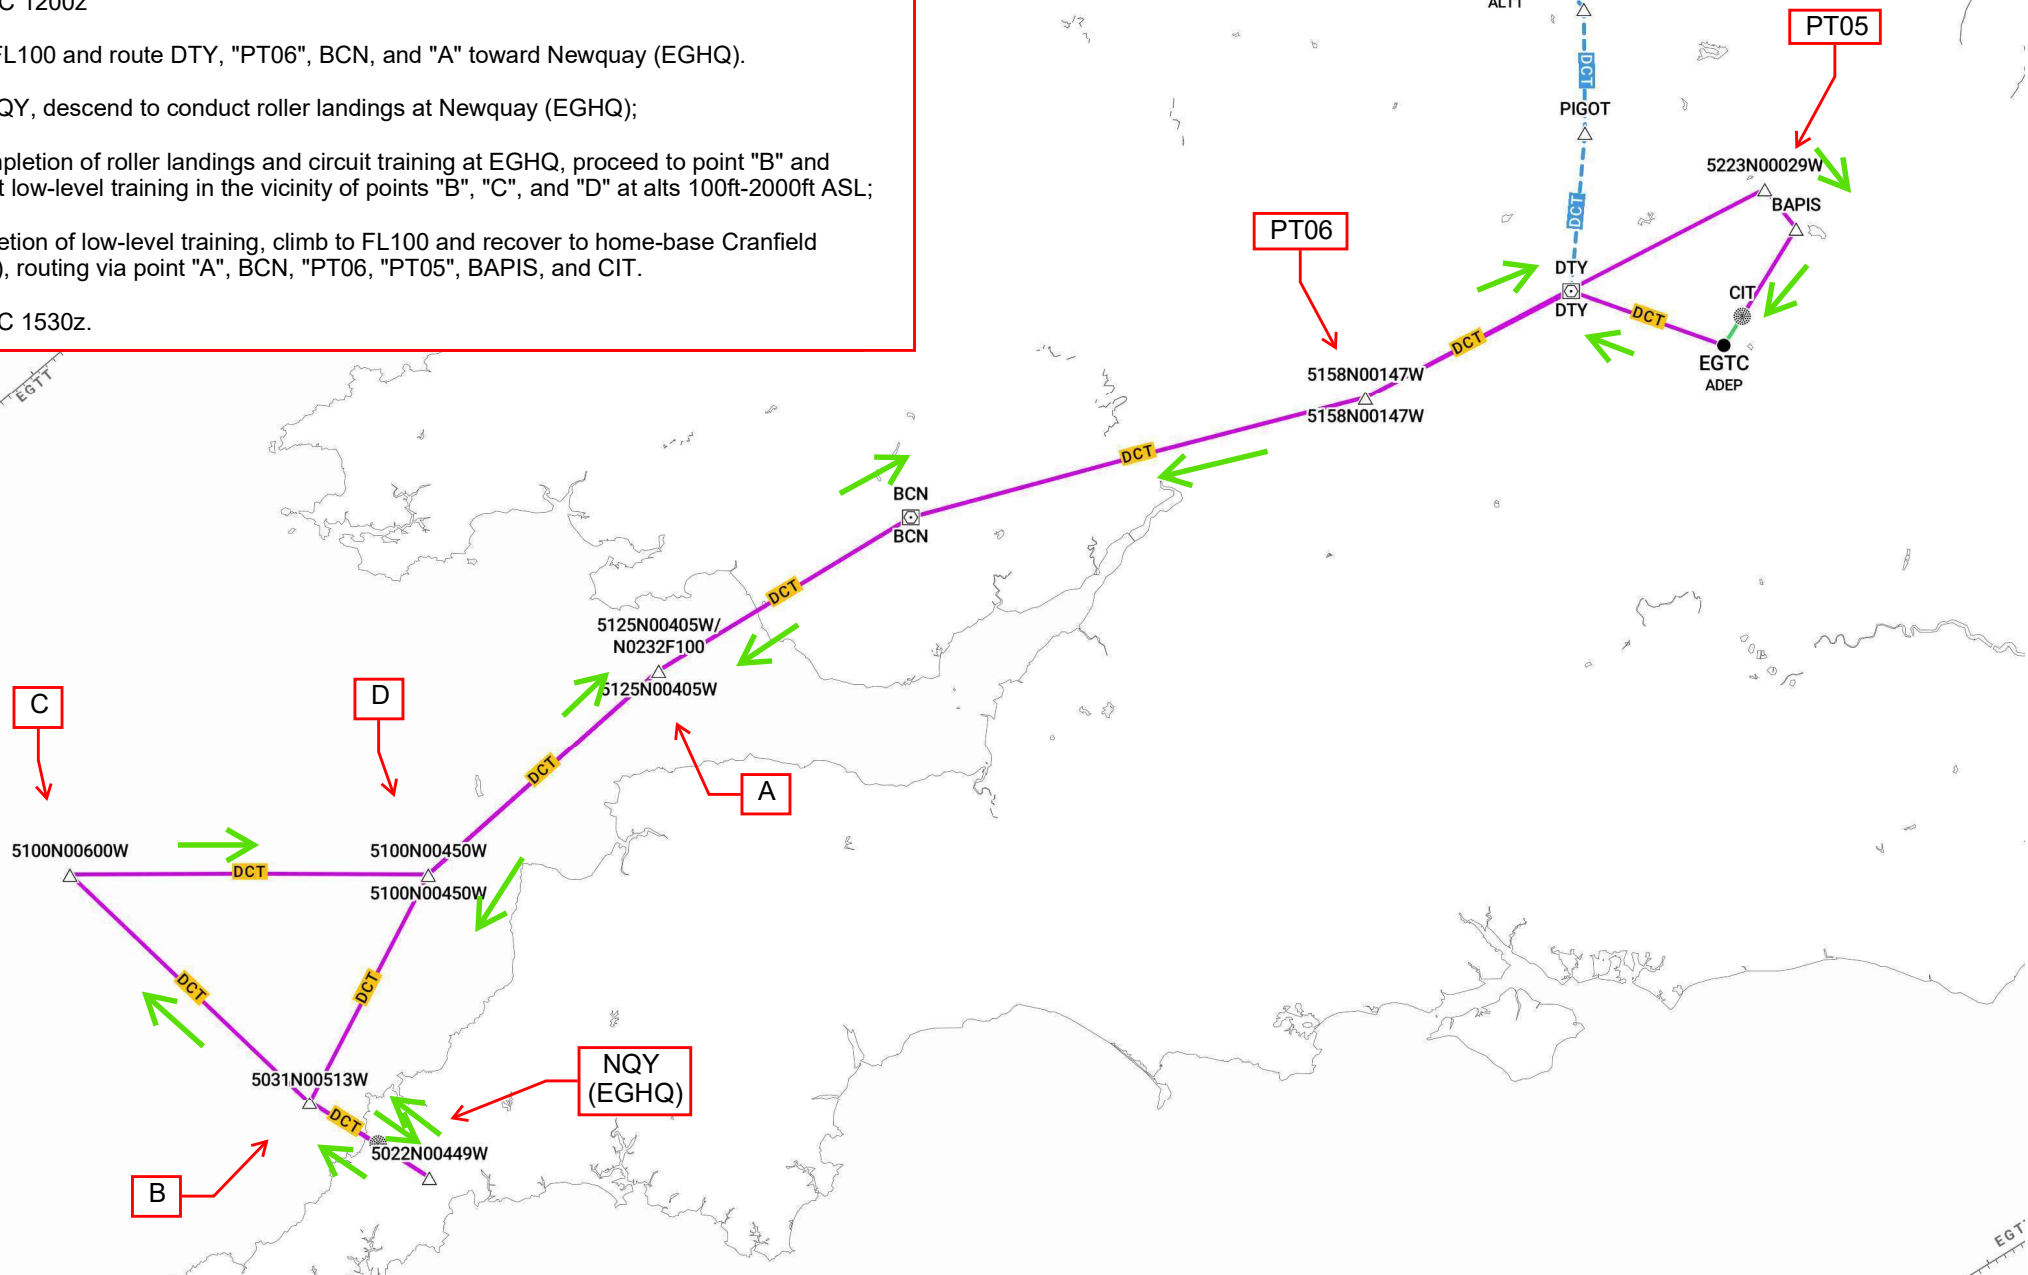 C 1200z
FL100 and route DTY, "PT06", BCN, and "A" toward Newquay (EGHQ).
QY, descend to conduct roller landings at Newquay (EGHQ);
pletion of roller landings and circuit training at EGHQ, proceed to point "B" and
t low-level training in the vicinity of points "B", "C", and "D" at alts 100ft-2000ft ASL;
etion of low-level training, climb to FL100 and recover to home-base Cranfield
), routing via point "A", BCN, "PT06, "PT05", BAPIS, and CIT.
C 1530z.
ALTT
PT05
DCT
PIGOT
5223N00029W
DCT
BAPIS
PT06
DTY
DTY
CIT
DCT
DCT
EGTC
ADEP
5158N00147W
5158N00147W
EGTT
DCT
BCN
BCN
DCT
5125N00405W/
N0232F100
5125N00405W
C
D
DCT
A
5100N00600W
5100N00450W
DCT
5100N00450W
DCT
DCT
5031N00513W
NQY
(EGHQ)
DCT
5022N00449W
B
EGTT